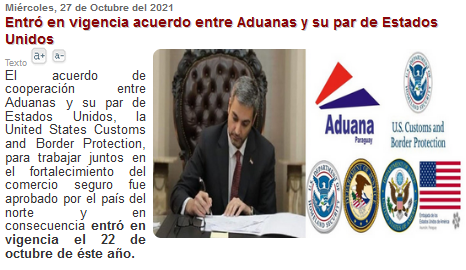 Miércoles, 27 de Octubre del 2021
Entró en vigencia acuerdo entre Aduanas y su par de Estados
Unidos
Texto a+ a-
El acuerdo de
cooperación entre
Aduanas y su par de
Estados Unidos, la
United States Customs
and Border Protection,
para trabajar juntos en
el fortalecimiento del
comercio seguro fue
aprobado por el país del
norte y en
consecuencia entró en
vigencia el 22 de
octubre de éste año.
Aduana
Paraguay
U.S. Customs and
Border Protection